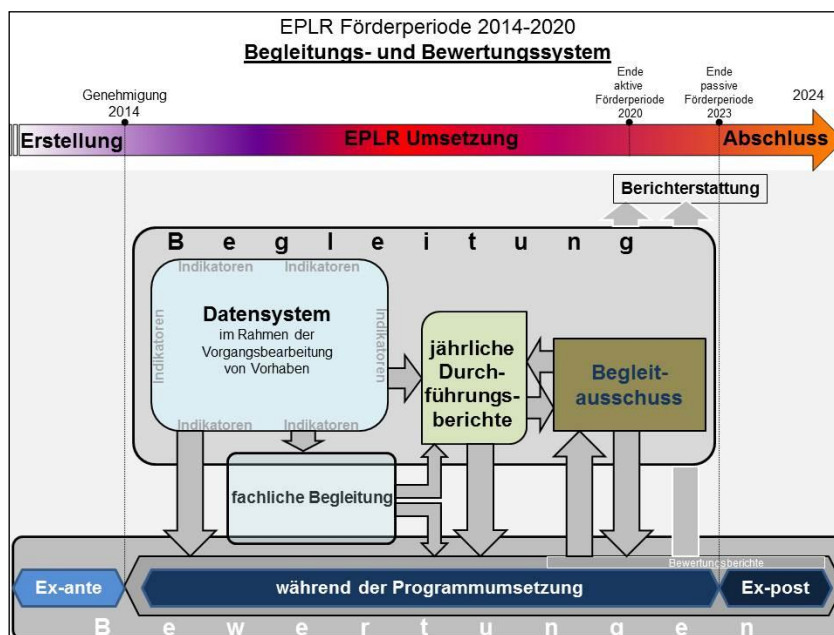 EPLR Förderperiode 2014-2020
Begleitungs- und Bewertungssystem
Genehmigung
2014
Ende
aktive
Förderperiode
2020
Ende
passive
Förderperiode
2023
2024
Erstellung
EPLR Umsetzung
Abschluss
Berichterstattung
Begleitung
Indikatoren
Indikatoren
Indikatoren
Indikatoren
Datensystem
im Rahmen der
Vorgangsbearbeitung
von Vorhaben
Indikatoren
Indikatoren
jährliche
Durch-
führungs-
berichte
Begleit-
ausschuss
fachliche Begleitung
Bewertungsberichte
Ex-ante
während der Programmumsetzung
Ex-post
Bewertungen